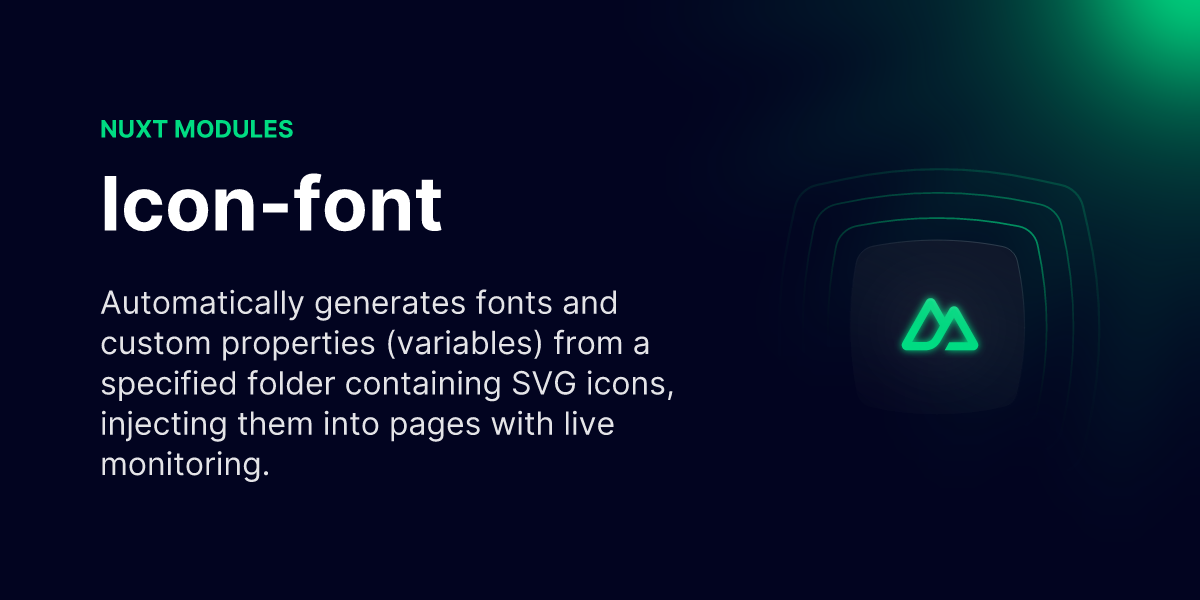 NUXT MODULES
Icon-font
Automatically generates fonts and
custom properties (variables) from a
specified folder containing SVG icons,
injecting them into pages with live
monitoring.